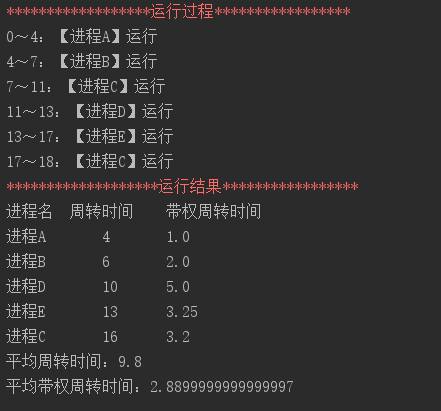 ******************运行过程*****************
0～4：【进程A】运行
4～7：【进程B】运行
7～11：【进程C】运行
11～13：【进程D】运行
13～17：【进程E】运行
17～18：【进程C】运行
*******************运行结果*****************
进程名  周转时间    带权周转时间
进程A       4       1.0
进程B       6       2.0
进程D       10      5.0
进程E       13      3.25
进程C       16      3.2
平均周转时间：9.8
平均带权周转时间：2.8899999999999997